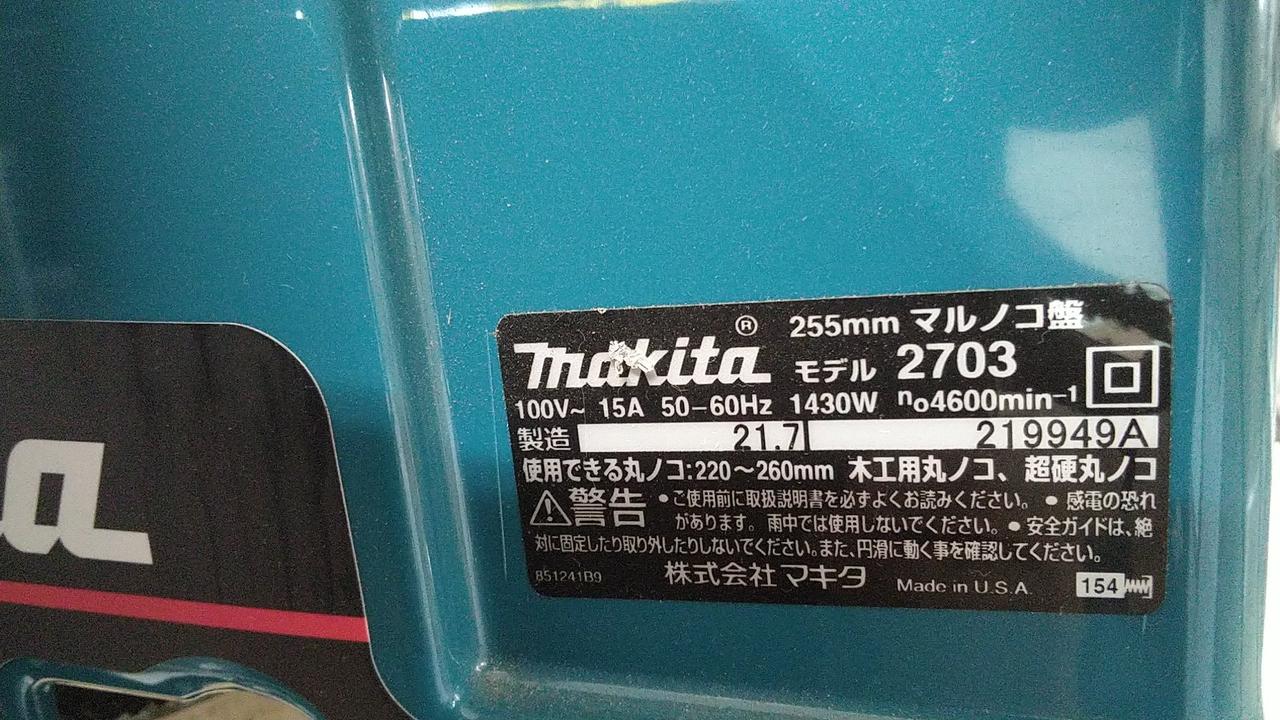 a
® 255mm マルノコ盤
makita モデル 2703
100V~ 15A 50-60Hz 1430W no4600min-1
製造 21.7 219949A
使用できる丸ノコ:220～260mm 木工用丸ノコ、超硬丸ノコ
警告 ●ご使用前に取扱説明書を必ずよくお読みください。 ● 感電の恐れ
があります。雨中では使用しないでください。● 安全ガイドは、絶
対に固定したり取り外したりしないでください。また、円滑に動く事を確認してください。
851241B9 株式会社 マキタ Made in U.S.A. 154